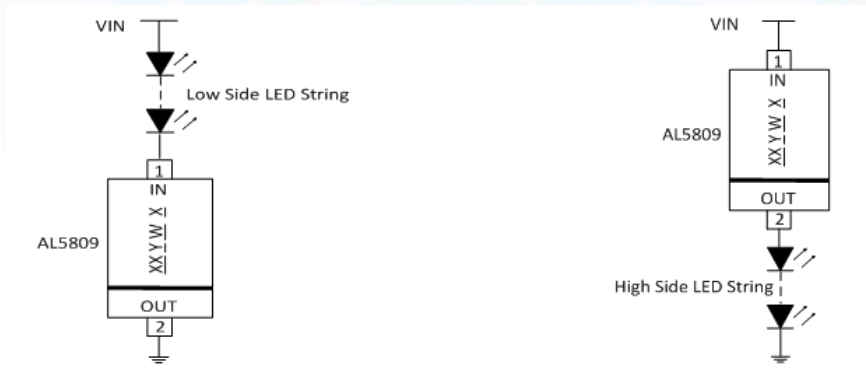 VIN
Low Side LED String
1
IN
XX Y W X
AL5809
OUT
2
VIN
1
IN
XX Y W X
AL5809
OUT
2
High Side LED String